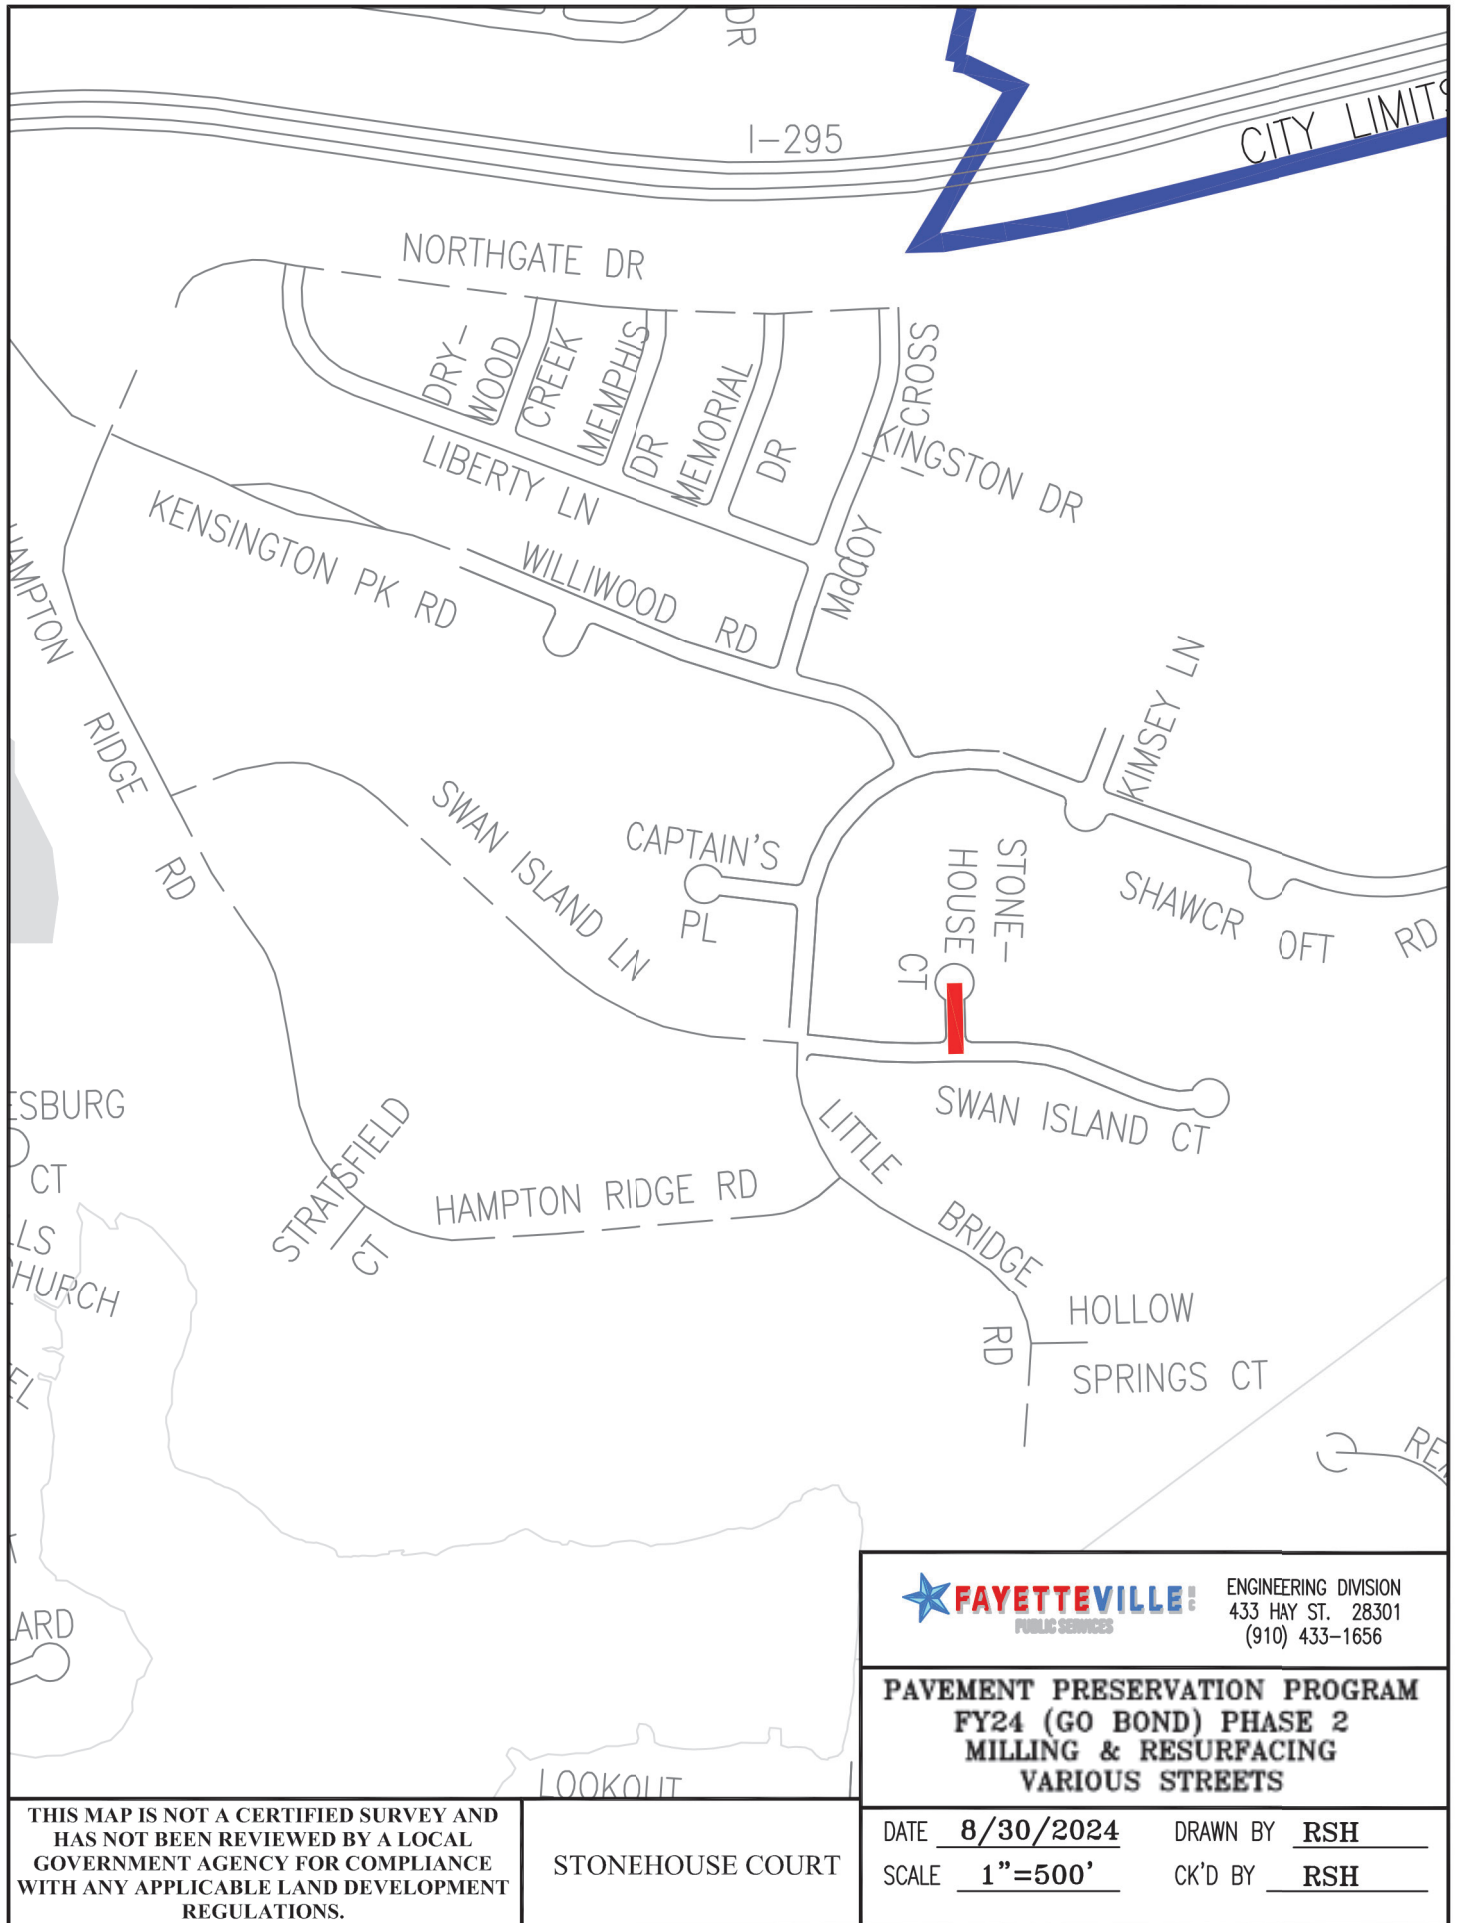 DR
I-295
CITY LIMITS
NORTHGATE DR
DRY-
WOOD
CREEK
MEMPHIS
DR
MEMORIAL
DR
CROSS
KINGSTON DR
LIBERTY LN
McCOY
KENSINGTON PK RD
WILLIWOOD RD
HAMPTON
RIDGE
RD
KIMSEY LN
SWAN ISLAND LN
CAPTAIN'S
PL
STONE-
HOUSE
CT
SHAWCR OFT RD
SWAN ISLAND CT
ESBURG
CT
LS
HURCH
EL
STRATSFIELD
CT
HAMPTON RIDGE RD
LITTLE
BRIDGE
RD
HOLLOW
SPRINGS CT
ARD
LOOKOUT
FAYETTEVILLE
PUBLIC SERVICES
ENGINEERING DIVISION
433 HAY ST. 28301
(910) 433-1656
PAVEMENT PRESERVATION PROGRAM
FY24 (GO BOND) PHASE 2
MILLING & RESURFACING
VARIOUS STREETS
THIS MAP IS NOT A CERTIFIED SURVEY AND
HAS NOT BEEN REVIEWED BY A LOCAL
GOVERNMENT AGENCY FOR COMPLIANCE
WITH ANY APPLICABLE LAND DEVELOPMENT
REGULATIONS.
STONEHOUSE COURT
DATE 8/30/2024 DRAWN BY RSH
SCALE 1"=500' CK'D BY RSH